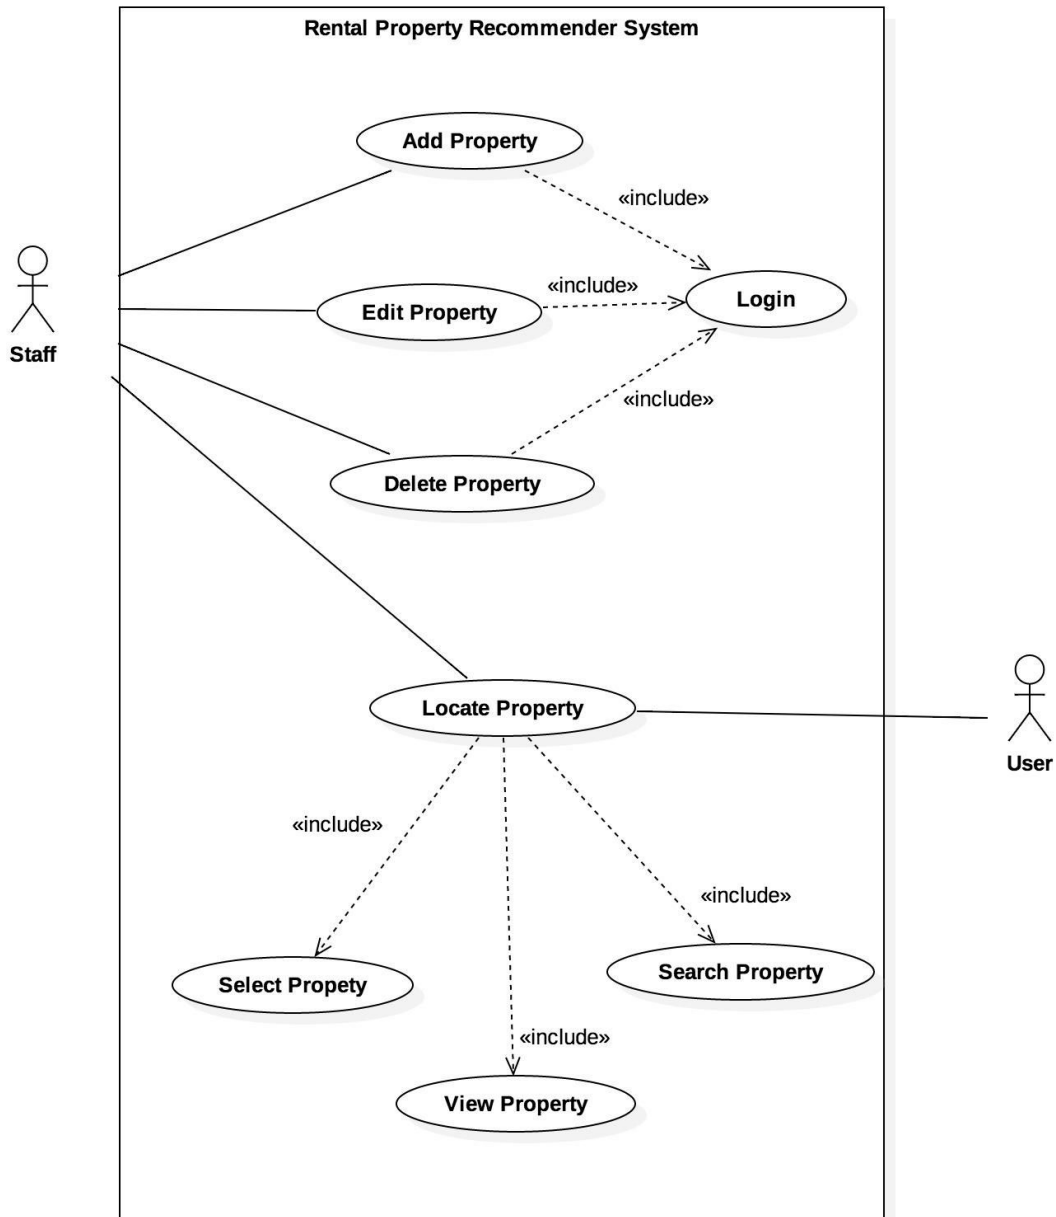 Rental Property Recommender System
Add Property
«include»
Staff
Edit Property
«include»
Login
Delete Property
«include»
Locate Property
User
«include»
«include»
Select Propety
Search Property
«include»
View Property